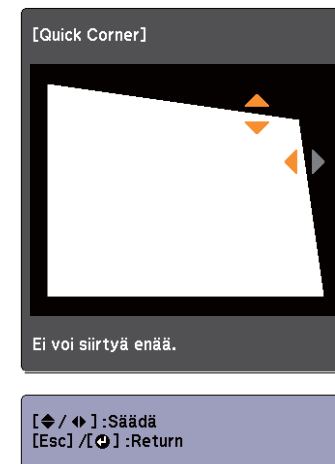 [Quick Corner]
Ei voi siirtyä enää.
[⬥/⬥]:Säädä
[Esc] /[⏎] :Return